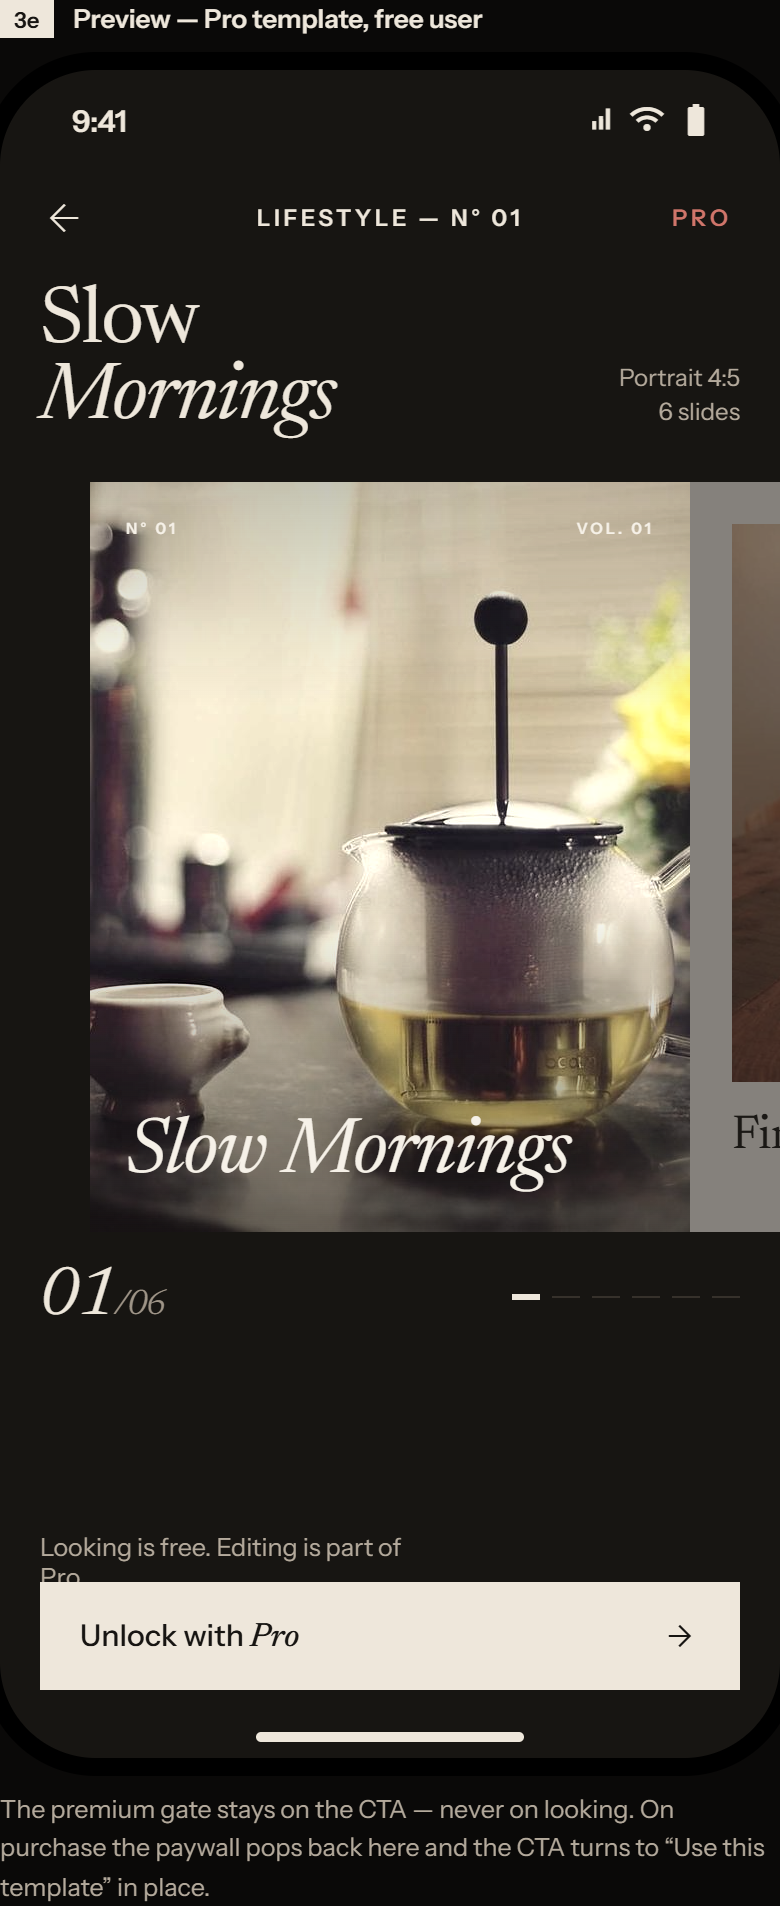 3e Preview — Pro template, free user
9:41
LIFESTYLE — N° 01 PRO
Slow
Mornings
Portrait 4:5
6 slides
N° 01 VOL. 01
Slow Mornings
01/06
Looking is free. Editing is part of
Pro
Unlock with Pro
The premium gate stays on the CTA — never on looking. On
purchase the paywall pops back here and the CTA turns to “Use this
template” in place.